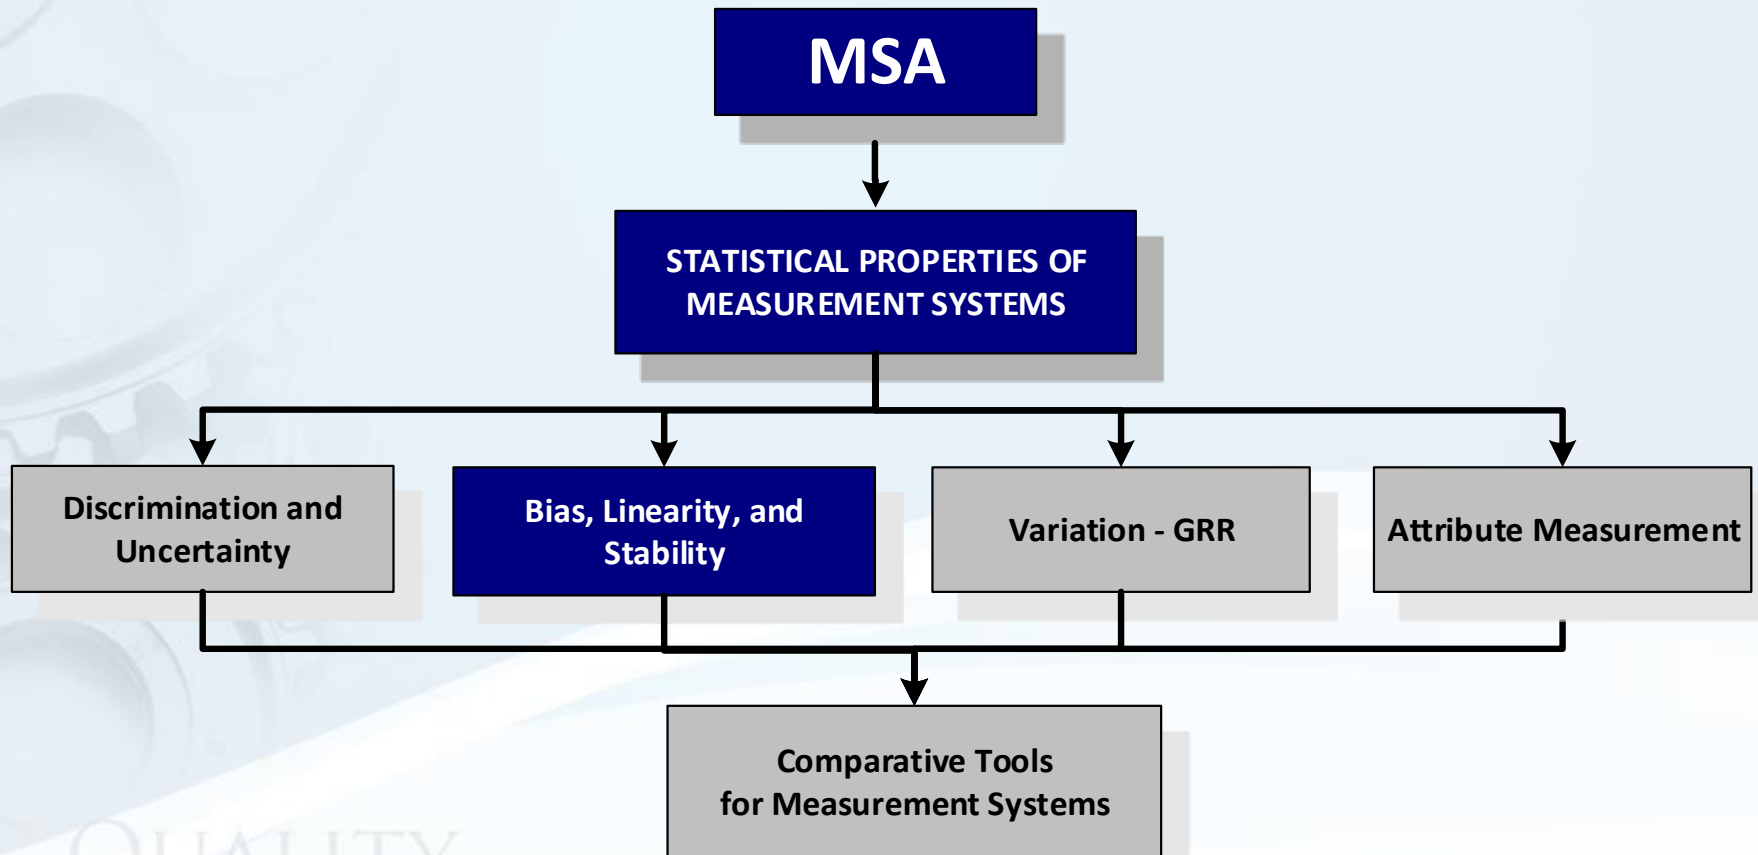 MSA
STATISTICAL PROPERTIES OF
MEASUREMENT SYSTEMS
Discrimination and
Uncertainty
Bias, Linearity, and
Stability
Variation - GRR
Attribute Measurement
Comparative Tools
for Measurement Systems
QUALITY